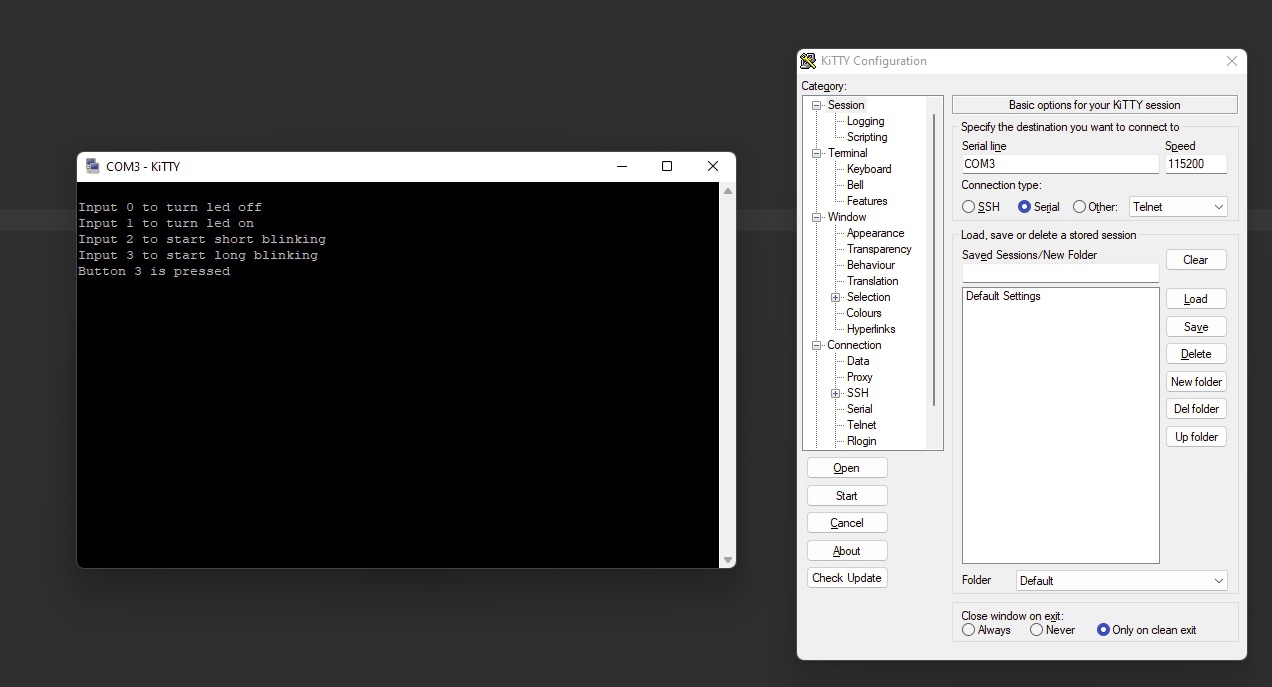 COM3 - KiTTY
Input 0 to turn led off
Input 1 to turn led on
Input 2 to start short blinking
Input 3 to start long blinking
Button 3 is pressed
KiTTY Configuration
Category:
Session
Logging
Scripting
Terminal
Keyboard
Bell
Features
Window
Appearance
Transparency
Behaviour
Translation
Selection
Colours
Hyperlinks
Connection
Data
Proxy
SSH
Serial
Telnet
Rlogin
Open
Start
Cancel
About
Check Update
Basic options for your KiTTY session
Specify the destination you want to connect to
Serial line Speed
COM3 115200
Connection type:
SSH Serial Other: Telnet
Load, save or delete a stored session
Saved Sessions/New Folder
Clear
Default Settings
Load
Save
Delete
New folder
Del folder
Up folder
Folder Default
Close window on exit:
Always Never Only on clean exit